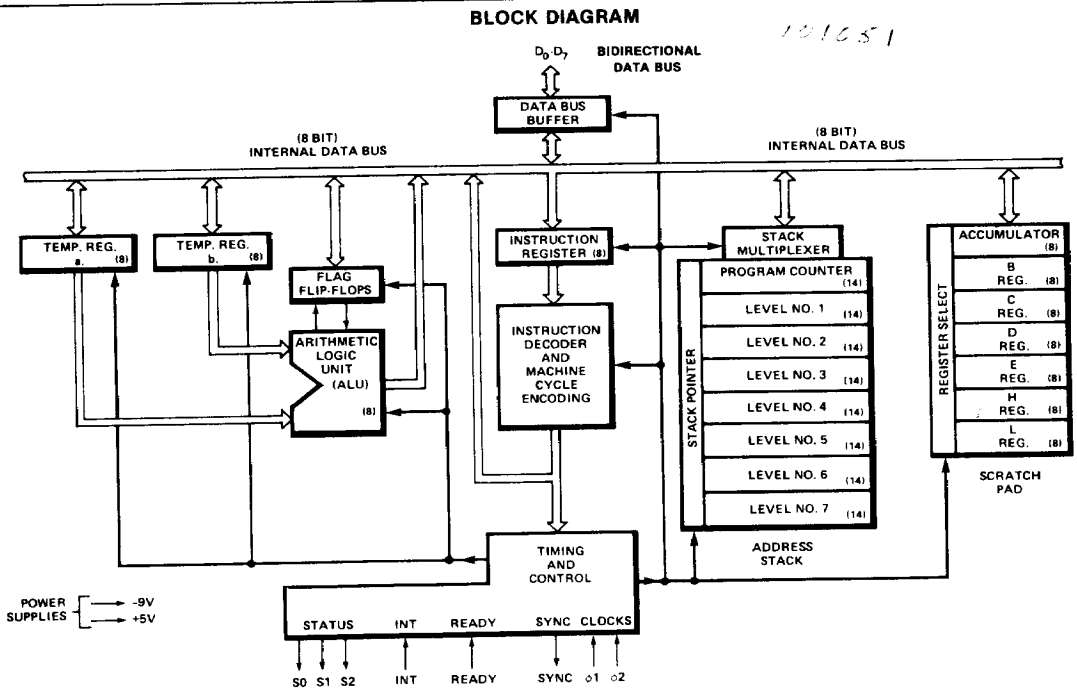 BLOCK DIAGRAM
101051
D0-D7
BIDIRECTIONAL
DATA BUS
DATA BUS
BUFFER
(8 BIT)
INTERNAL DATA BUS
(8 BIT)
INTERNAL DATA BUS
TEMP. REG.
a. (8)
TEMP. REG.
b. (8)
FLAG
FLIP-FLOPS
ARITHMETIC
LOGIC
UNIT
(ALU)
(8)
INSTRUCTION
REGISTER (8)
INSTRUCTION
DECODER
AND
MACHINE
CYCLE
ENCODING
STACK
MULTIPLEXER
STACK POINTER
PROGRAM COUNTER
(14)
LEVEL NO. 1 (14)
LEVEL NO. 2 (14)
LEVEL NO. 3 (14)
LEVEL NO. 4 (14)
LEVEL NO. 5 (14)
LEVEL NO. 6 (14)
LEVEL NO. 7 (14)
ADDRESS
STACK
REGISTER SELECT
ACCUMULATOR
(8)
B
REG. (8)
C
REG. (8)
D
REG. (8)
E
REG. (8)
H
REG. (8)
L
REG. (8)
SCRATCH
PAD
TIMING
AND
CONTROL
STATUS INT READY SYNC CLOCKS
S0 S1 S2 INT READY SYNC φ1 φ2
POWER
SUPPLIES
-9V
+5V